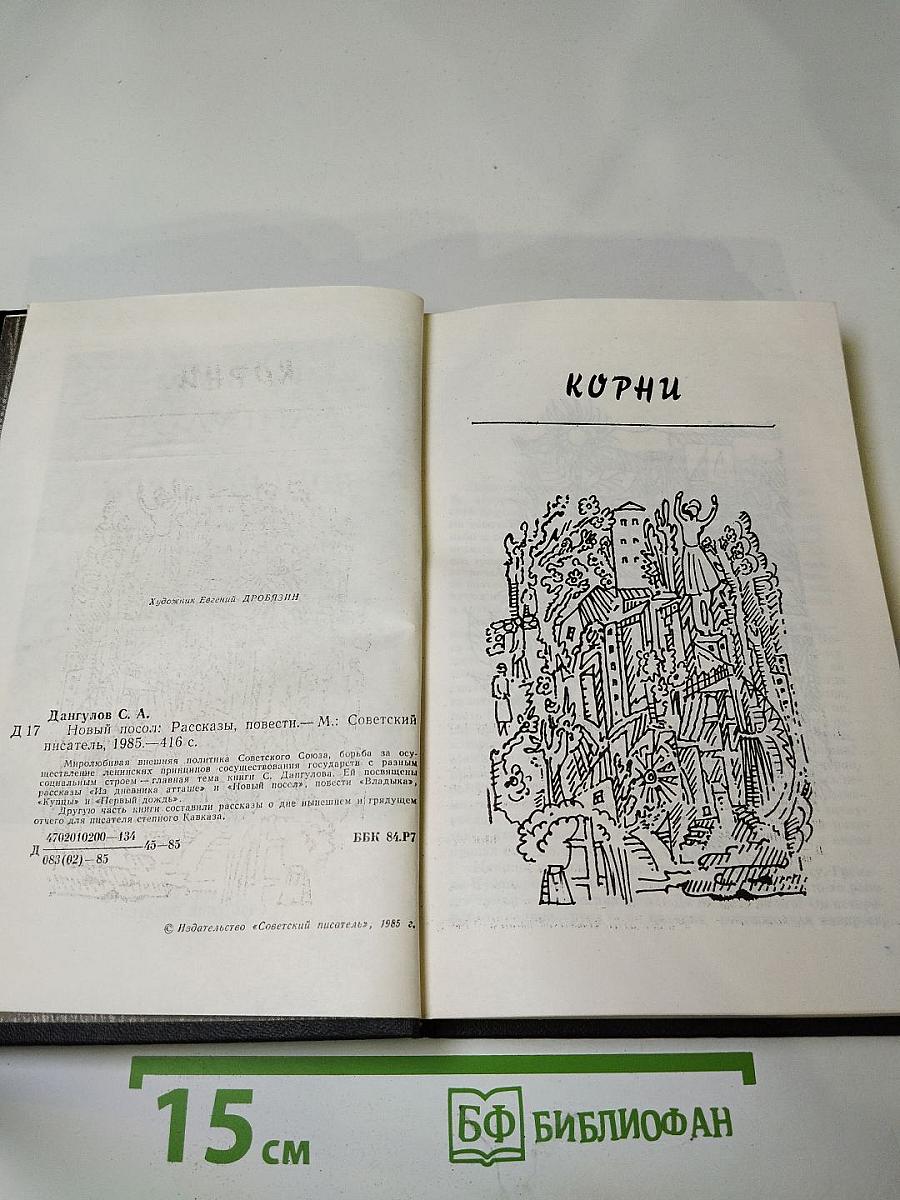 Художник Евгений ДРОБЯЗИН
Дангулов С. А.
Д 17 Новый посол: Рассказы, повести.— М.: Советский
писатель, 1985.—416 с.
Миролюбивая внешняя политика Советского Союза, борьба за осу-
ществление ленинских принципов сосуществования государств с разным
социальным строем — главная тема книги С. Дангулова. Ей посвящены
рассказы «Из дневника атташе» и «Новый посол», повести «Владыка»,
«Купцы» и «Первый дождь».
Другую часть книги составили рассказы о дне нынешнем и грядущем
отчего для писателя степного Кавказа.
Д 4702010200—134
083(02)—85
45—85
ББК 84.Р7
© Издательство «Советский писатель», 1985 г.
КОРНИ
15 см
БФ БИБЛИОФАН